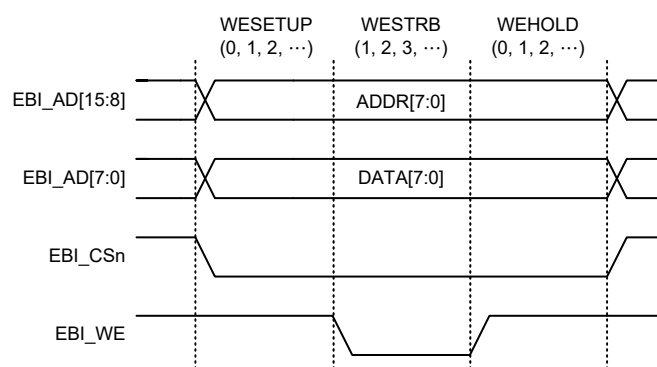 WESETUP WESTRB WEHOLD
(0, 1, 2, ⋯) (1, 2, 3, ⋯) (0, 1, 2, ⋯)
EBI_AD[15:8] ADDR[7:0]
EBI_AD[7:0] DATA[7:0]
EBI_CSn
EBI_WE